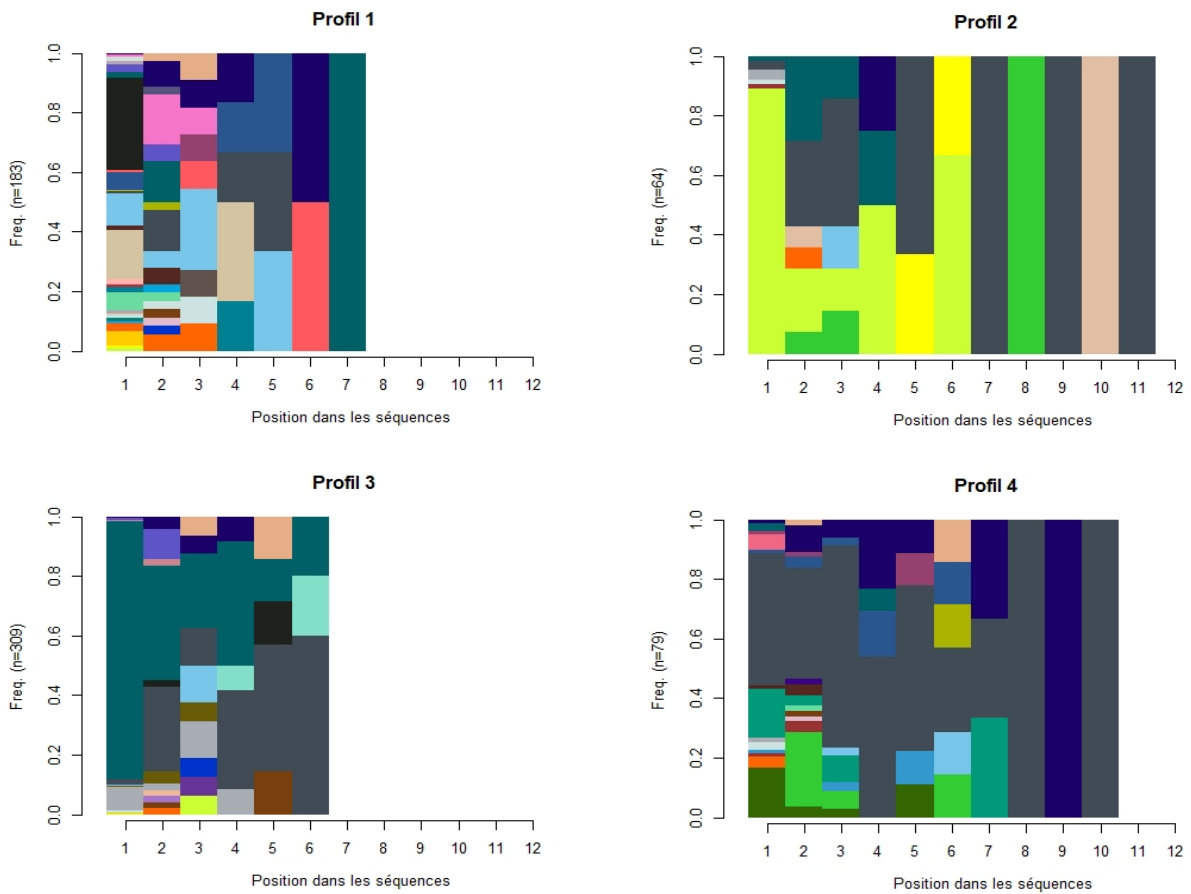 Profil 1
Freq. (n=183)
0.0 0.2 0.4 0.6 0.8 1.0
1 2 3 4 5 6 7 8 9 10 11 12
Position dans les séquences
Profil 2
Freq. (n=64)
0.0 0.2 0.4 0.6 0.8 1.0
1 2 3 4 5 6 7 8 9 10 11 12
Position dans les séquences
Profil 3
Freq. (n=309)
0.0 0.2 0.4 0.6 0.8 1.0
1 2 3 4 5 6 7 8 9 10 11 12
Position dans les séquences
Profil 4
Freq. (n=79)
0.0 0.2 0.4 0.6 0.8 1.0
1 2 3 4 5 6 7 8 9 10 11 12
Position dans les séquences